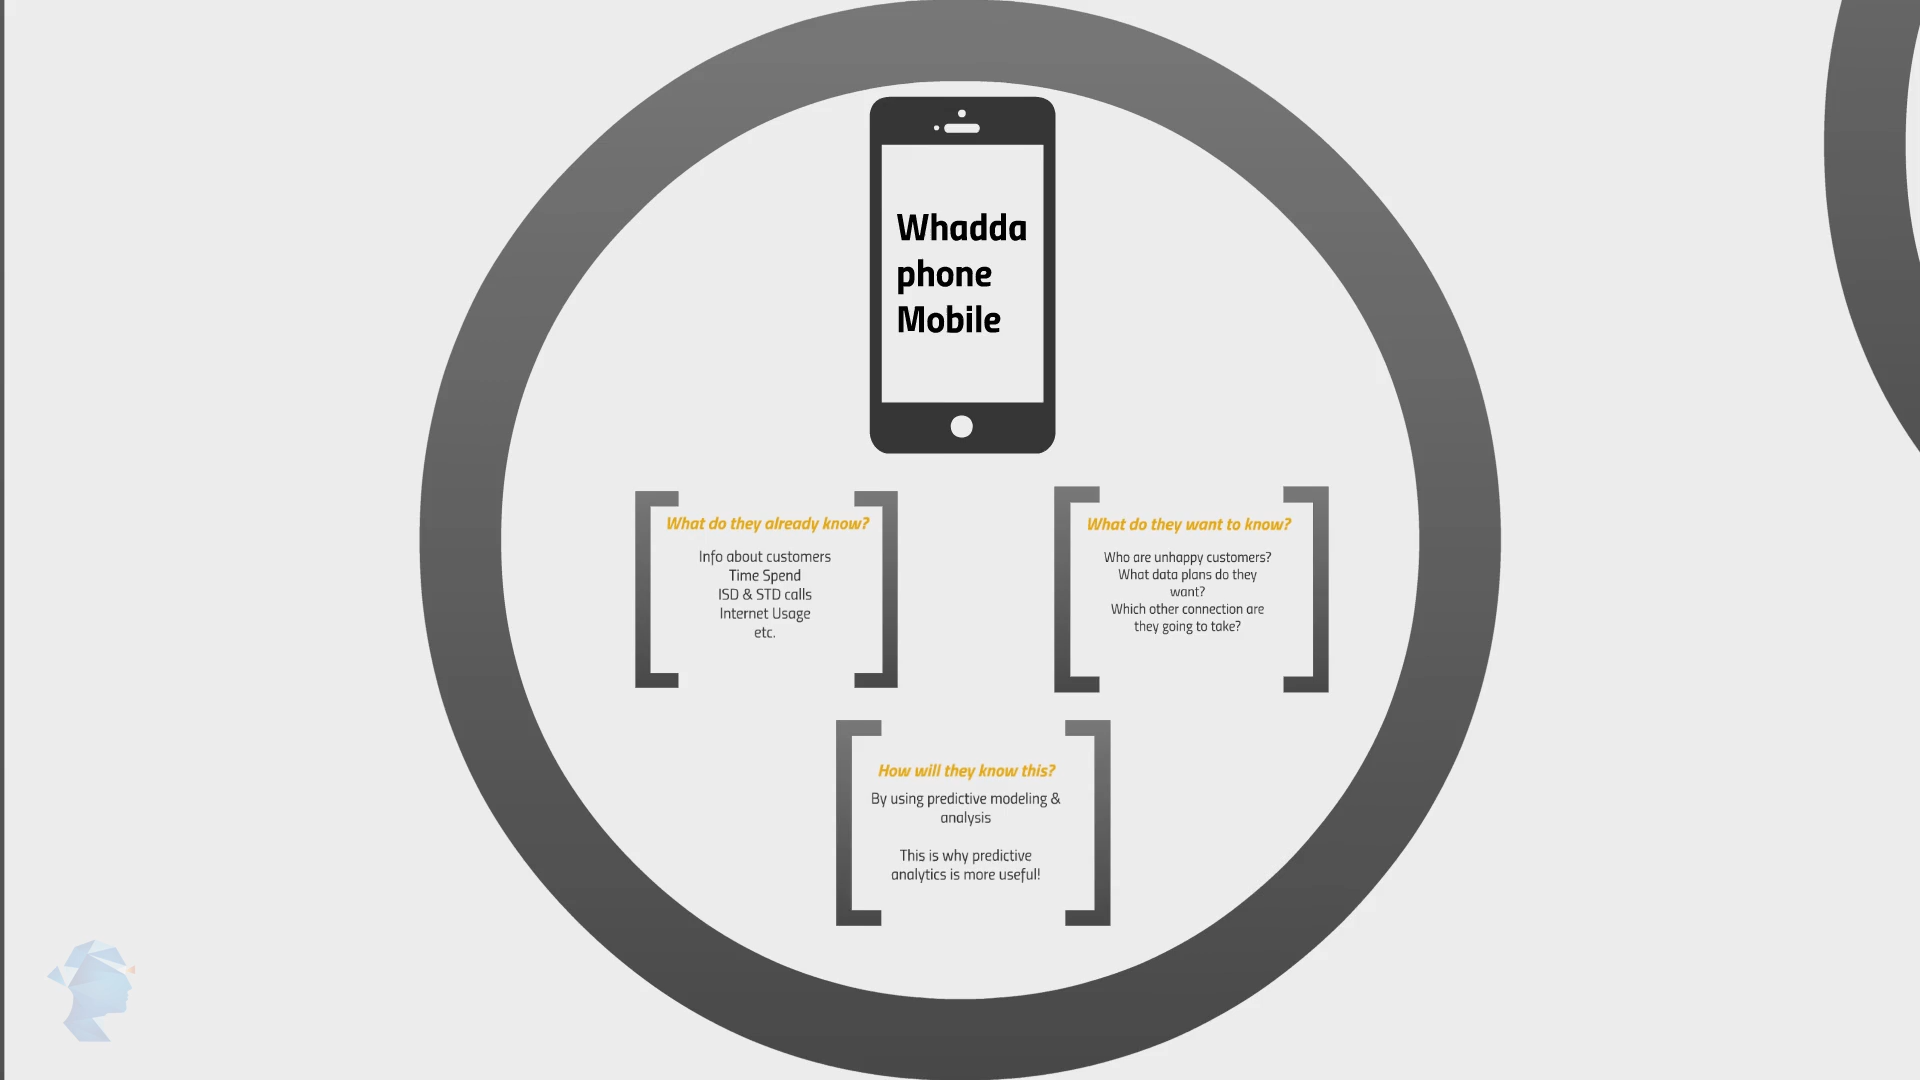 Whadda
phone
Mobile
What do they already know?
Info about customers
Time Spend
ISD & STD calls
Internet Usage
etc.
What do they want to know?
Who are unhappy customers?
What data plans do they
want?
Which other connection are
they going to take?
How will they know this?
By using predictive modeling &
analysis
This is why predictive
analytics is more useful!